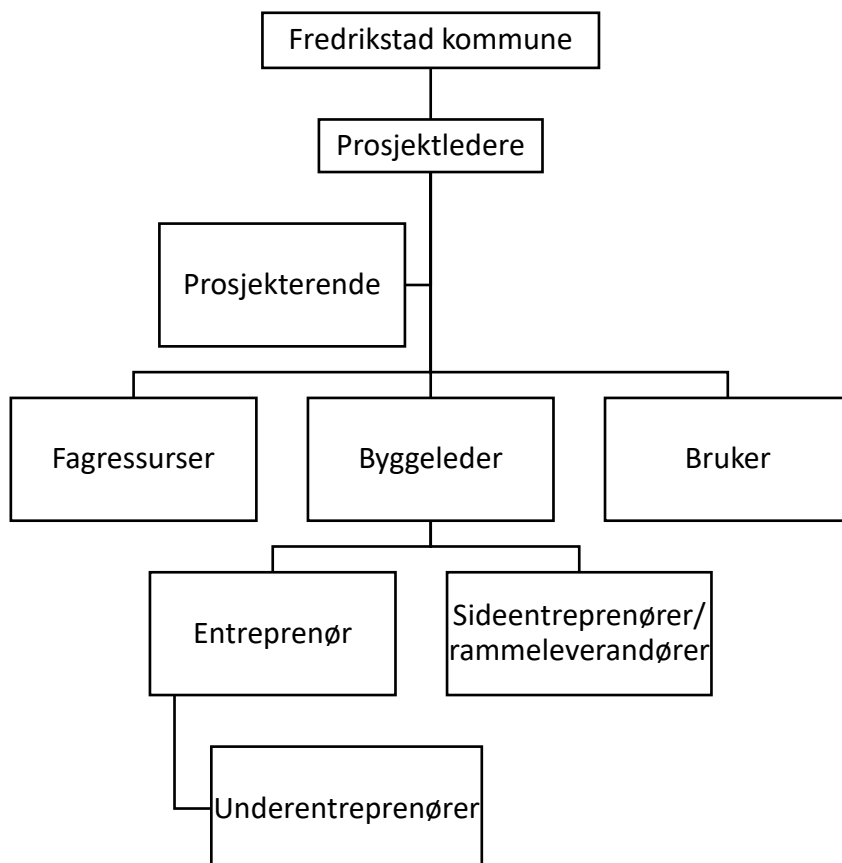 Fredrikstad kommune
Prosjektledere
Prosjekterende
Fagressurser
Byggeleder
Bruker
Entreprenør
Sideentreprenører/
rammeleverandører
Underentreprenører